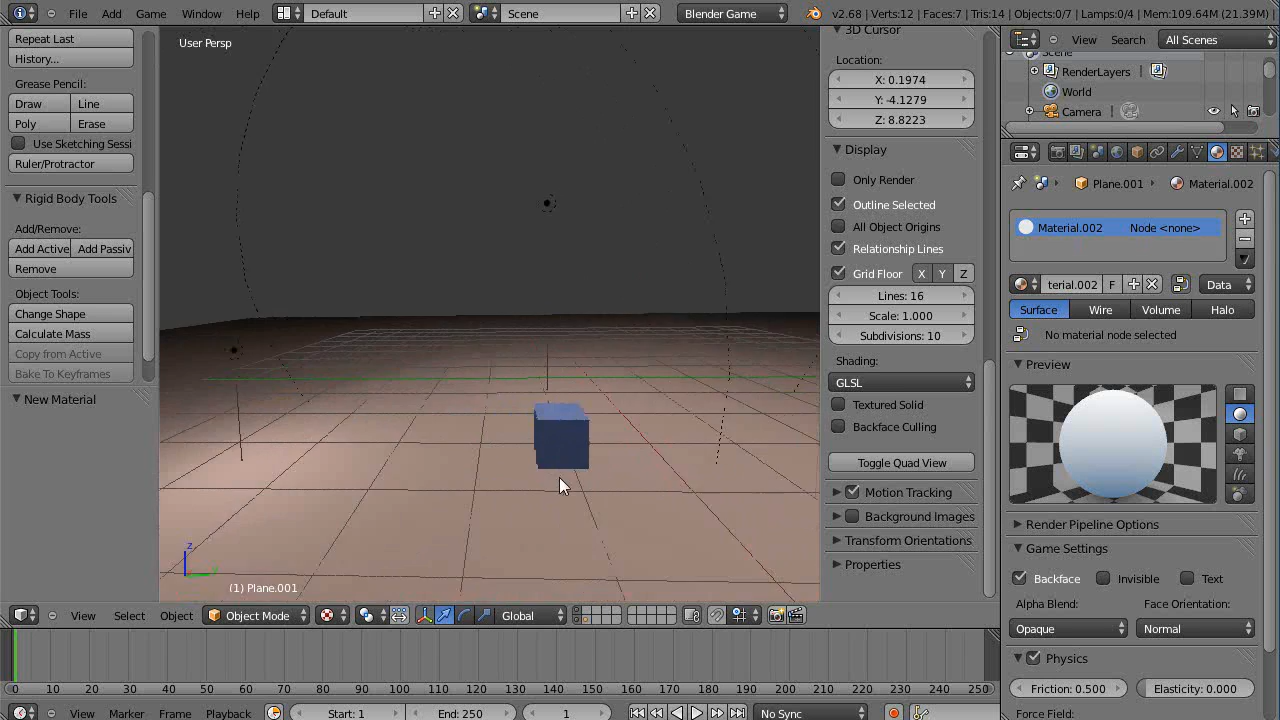 File Add Game Window Help Default Scene Blender Game v2.68 | Verts:12 | Faces:7 | Tris:14 | Objects:0/7 | Lamps:0/4 | Mem:109.64M (21.39M) |
Repeat Last
History...
Grease Pencil:
Draw Line
Poly Erase
Use Sketching Sessi
Ruler/Protractor
Rigid Body Tools
Add/Remove:
Add Active Add Passiv
Remove
Object Tools:
Change Shape
Calculate Mass
Copy from Active
Bake To Keyframes
New Material
User Persp
z
(1) Plane.001
3D Cursor
Location:
X: 0.1974
Y: -4.1279
Z: 8.8223
Display
Only Render
Outline Selected
All Object Origins
Relationship Lines
Grid Floor X Y Z
Lines: 16
Scale: 1.000
Subdivisions: 10
Shading:
GLSL
Textured Solid
Backface Culling
Toggle Quad View
Motion Tracking
Background Images
Transform Orientations
Properties
View Search All Scenes
Scene
RenderLayers |
World
Camera |
Plane.001 Material.002
Material.002 Node <none>
terial.002 F Data
Surface Wire Volume Halo
No material node selected
Preview
Render Pipeline Options
Game Settings
Backface Invisible Text
Alpha Blend: Face Orientation:
Opaque Normal
Physics
Friction: 0.500 Elasticity: 0.000
Force Field:
View Select Object Object Mode Global
0 10 20 30 40 50 60 70 80 90 100 110 120 130 140 150 160 170 180 190 200 210 220 230 240 250
View Marker Frame Playback Start: 1 End: 250 1 No Sync